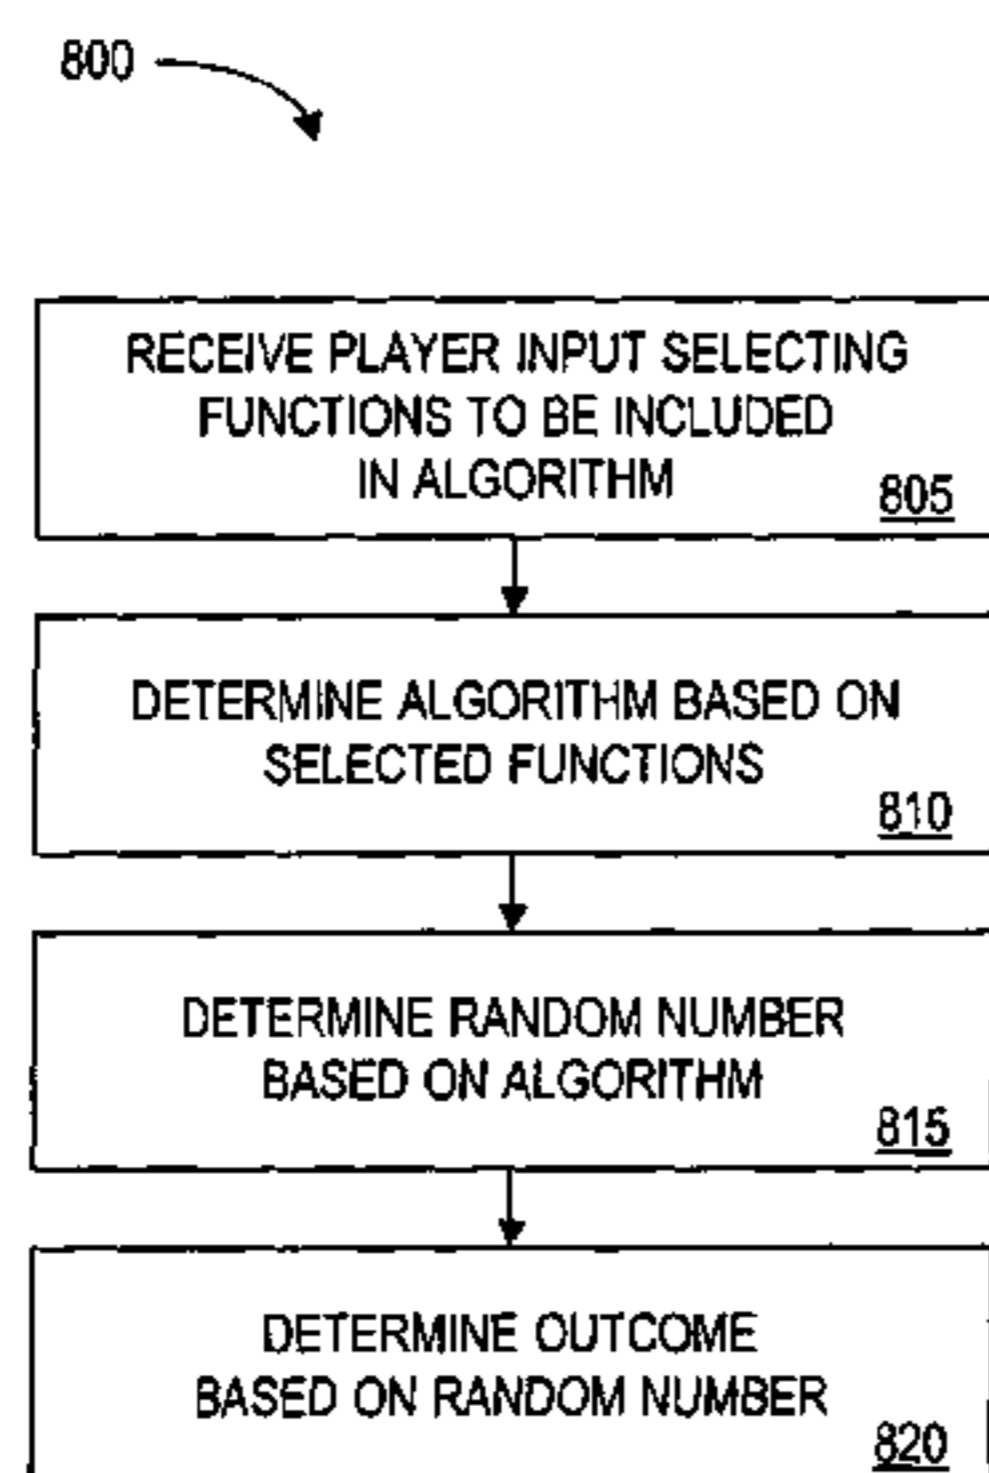 800
RECEIVE PLAYER INPUT SELECTING
FUNCTIONS TO BE INCLUDED
IN ALGORITHM
805
DETERMINE ALGORITHM BASED ON
SELECTED FUNCTIONS
810
DETERMINE RANDOM NUMBER
BASED ON ALGORITHM
815
DETERMINE OUTCOME
BASED ON RANDOM NUMBER
820